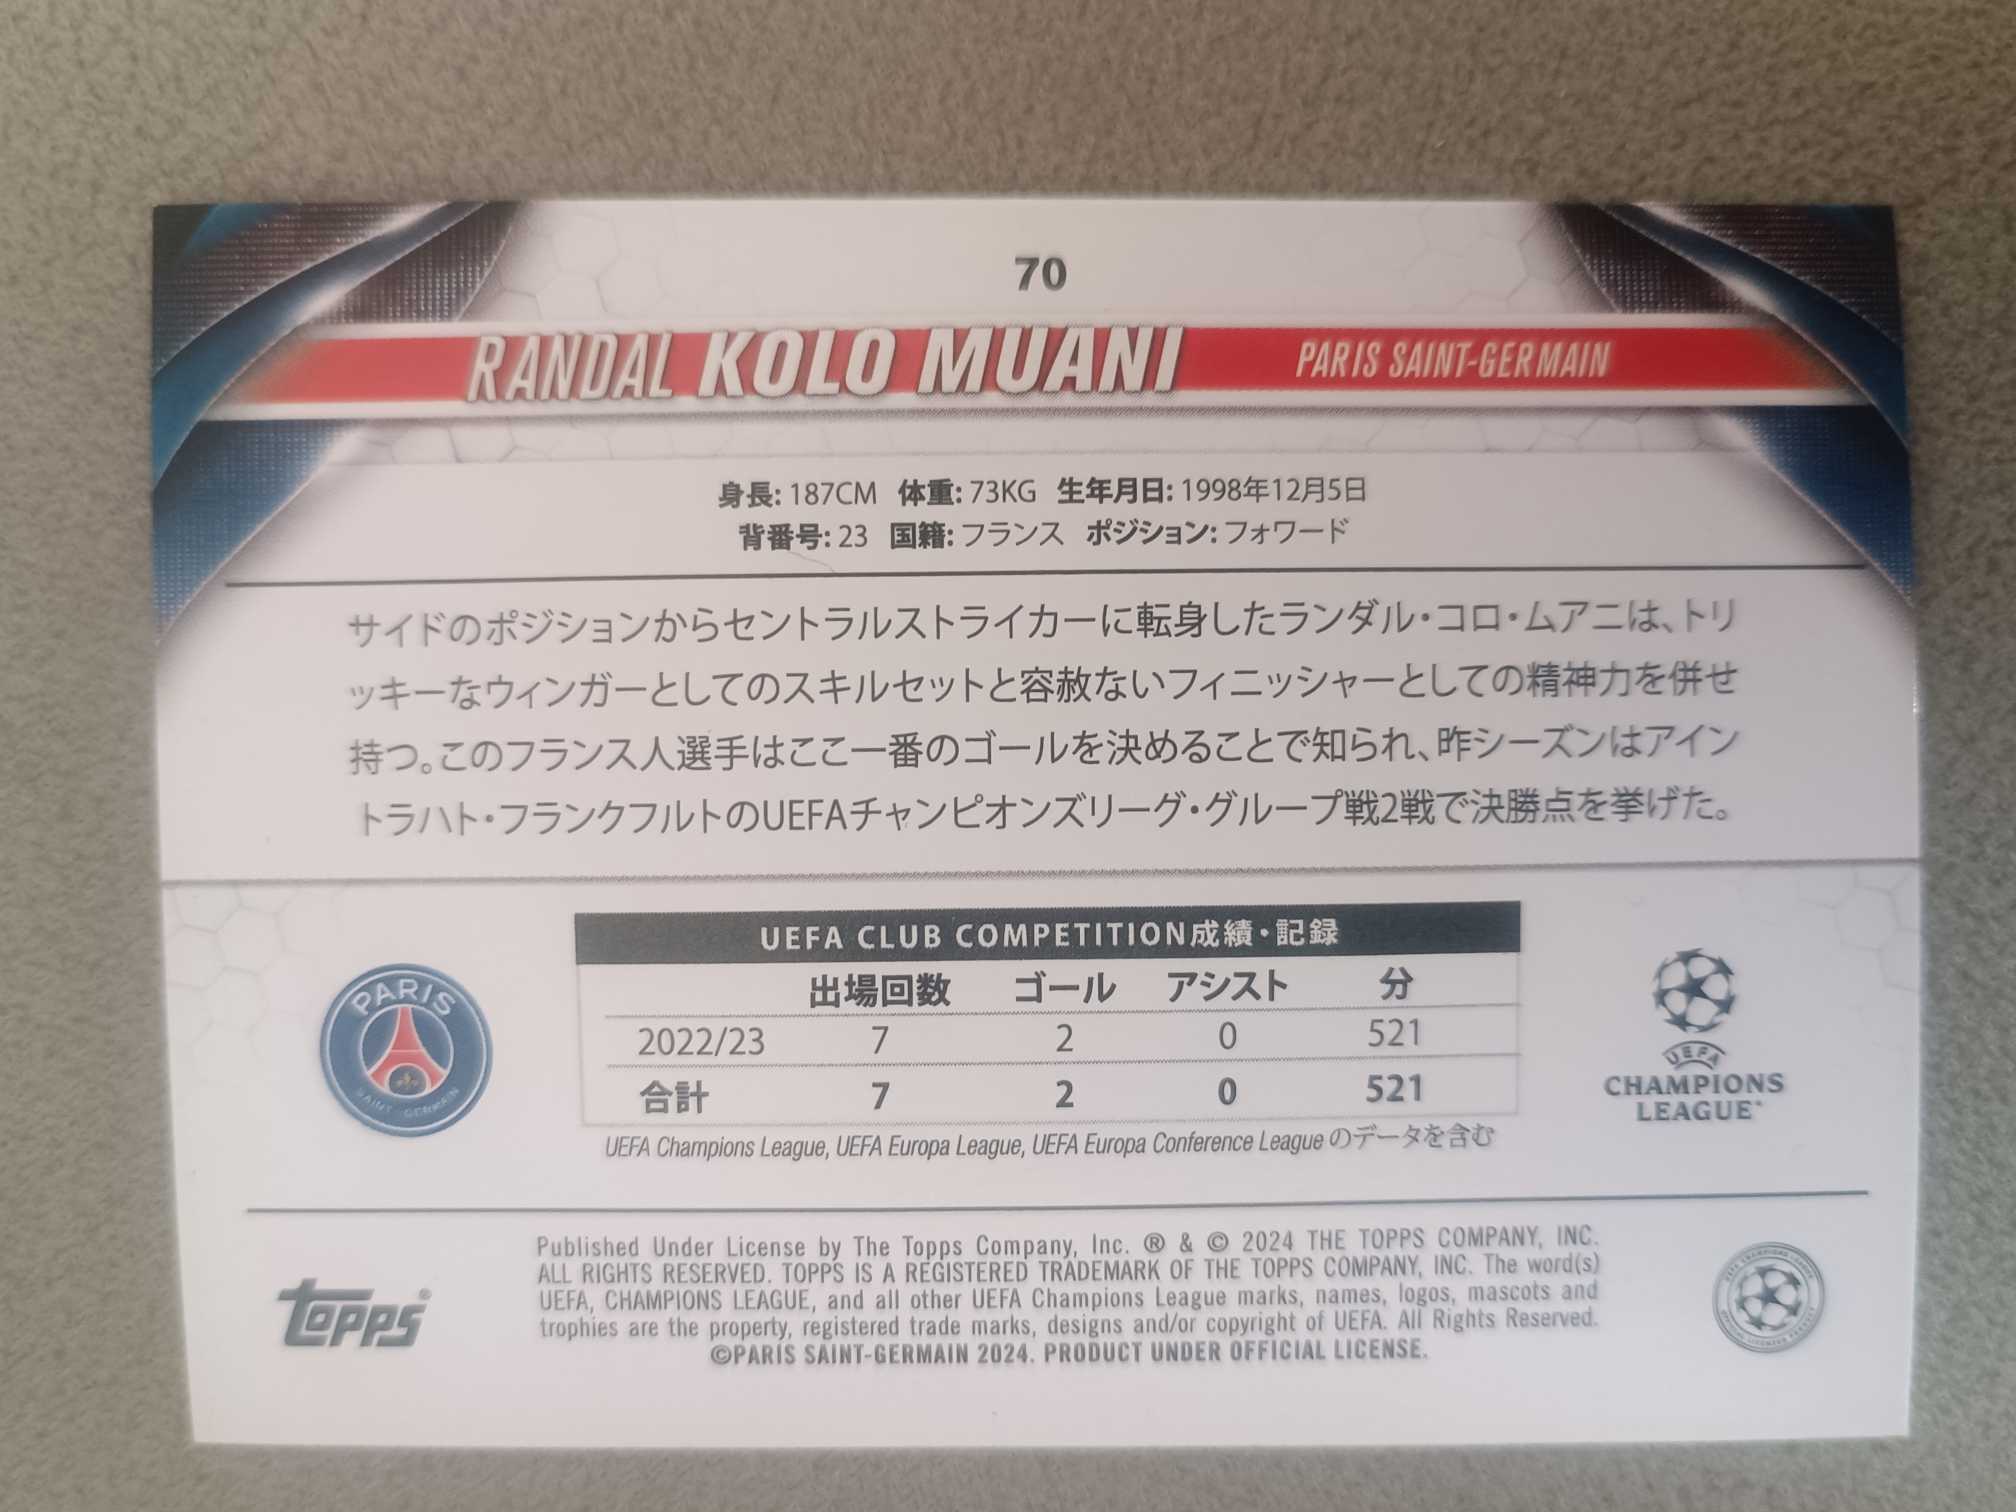 70
RANDAL KOLO MUANI PARIS SAINT-GERMAIN
身長: 187CM 体重: 73KG 生年月日: 1998年12月5日
背番号: 23 国籍: フランス ポジション: フォワード
サイドのポジションからセントラルストライカーに転身したランダル・コロ・ムアニは、トリ
ッキーなウィンガーとしてのスキルセットと容赦ないフィニッシャーとしての精神力を併せ
持つ。このフランス人選手はここ一番のゴールを決めることで知られ、昨シーズンはアイン
トラハト・フランクフルトのUEFAチャンピオンズリーグ・グループ戦2戦で決勝点を挙げた。
UEFA CLUB COMPETITION成績・記録
出場回数 ゴール アシスト 分
2022/23 7 2 0 521
合計 7 2 0 521
UEFA Champions League, UEFA Europa League, UEFA Europa Conference League のデータを含む
PARIS
SAINT-GERMAIN
UEFA
CHAMPIONS
LEAGUE
Published Under License by The Topps Company, Inc. ® & © 2024 THE TOPPS COMPANY, INC.
ALL RIGHTS RESERVED. TOPPS IS A REGISTERED TRADEMARK OF THE TOPPS COMPANY, INC. The word(s)
UEFA, CHAMPIONS LEAGUE, and all other UEFA Champions League marks, names, logos, mascots and
trophies are the property, registered trade marks, designs and/or copyright of UEFA. All Rights Reserved.
©PARIS SAINT-GERMAIN 2024. PRODUCT UNDER OFFICIAL LICENSE.
Topps®